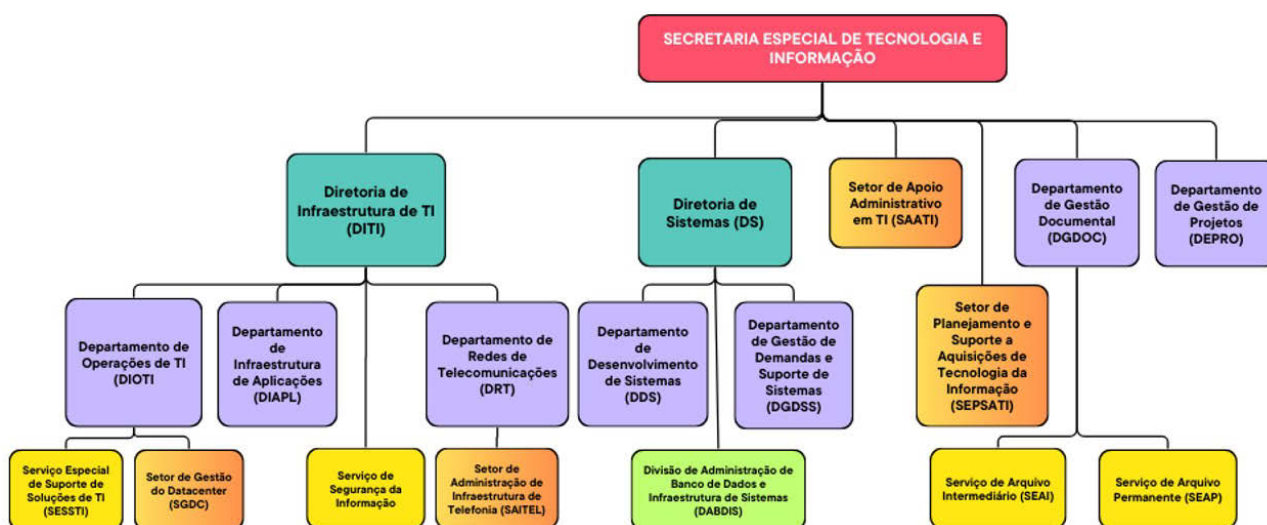 SECRETARIA ESPECIAL DE TECNOLOGIA E
INFORMAÇÃO
Diretoria de
Infraestrutura de TI
(DITI)
Diretoria de
Sistemas (DS)
Setor de Apoio
Administrativo
em TI (SAATI)
Departamento
de Gestão
Documental
(DGDOC)
Departamento
de Gestão de
Projetos
(DEPRO)
Departamento de
Operações de TI
(DIOTI
Departamento
de
Infraestrutura
de Aplicações
(DIAPL)
Departamento
de Redes de
Telecomunicações
(DRT)
Departamento
de
Desenvolvimento
de Sistemas
(DDS)
Departamento
de Gestão de
Demandas e
Suporte de
Sistemas
(DGDSS)
Setor de
Planejamento e
Suporte a
Aquisições de
Tecnologia da
Informação
(SEPSATI)
Serviço Especial
de Suporte de
Soluções de TI
(SESSTI)
Setor de Gestão
do Datacenter
(SGDC)
Serviço de
Segurança da
Informação
Setor de
Administração de
Infraestrutura de
Telefonia (SAITEL)
Divisão de Administração de
Banco de Dados e
Infraestrutura de Sistemas
(DABDIS)
Serviço de Arquivo
Intermediário (SEAI)
Serviço de Arquivo
Permanente (SEAP)